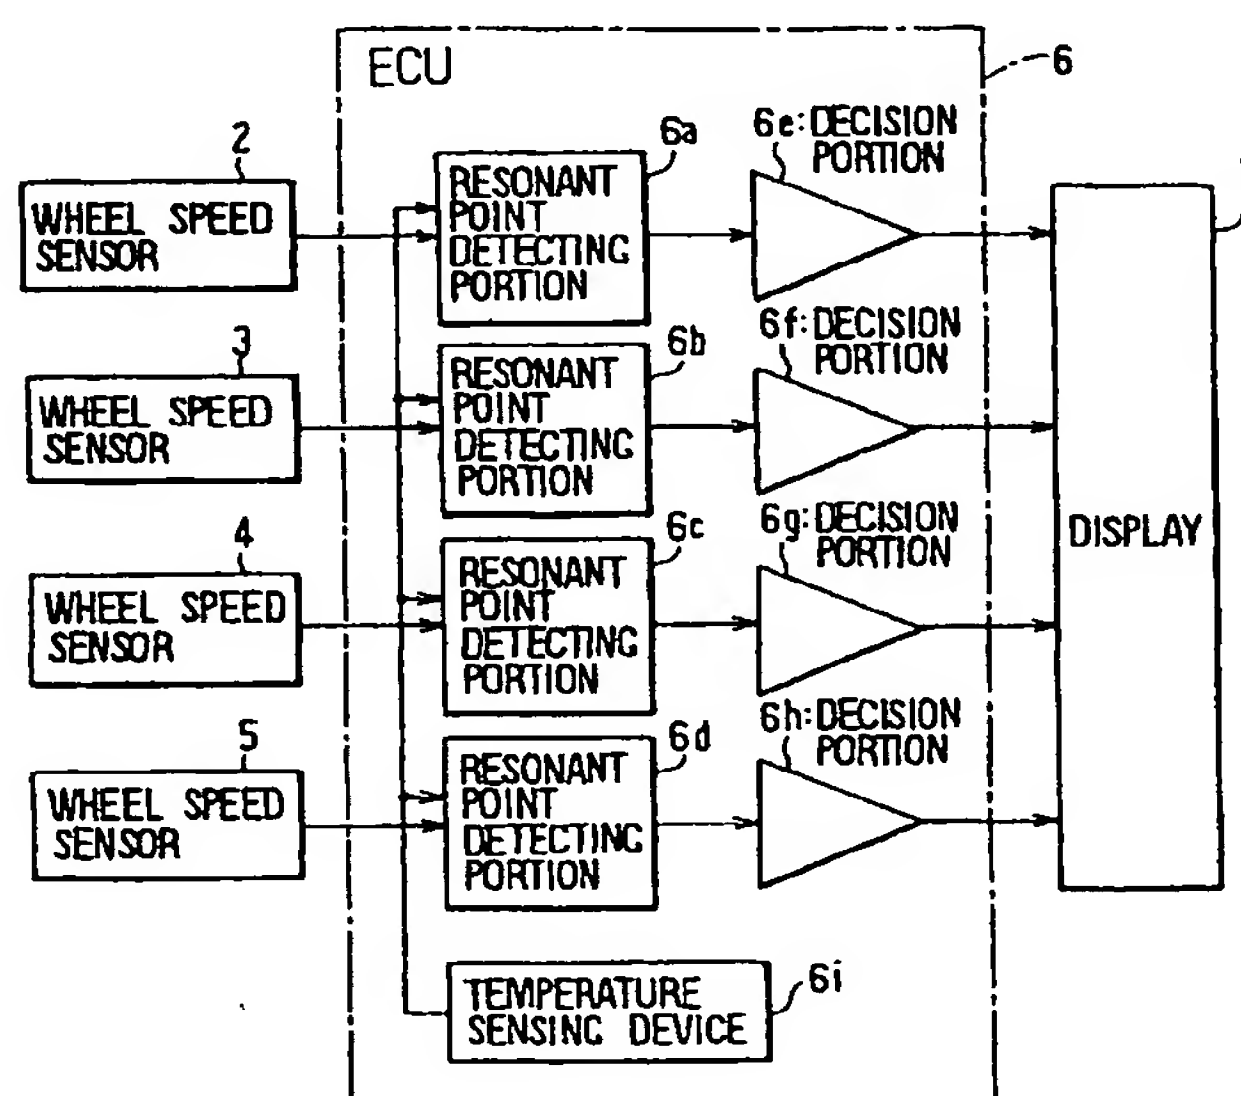 ECU
6
2
WHEEL SPEED
SENSOR
6a
RESONANT
POINT
DETECTING
PORTION
6e: DECISION
PORTION
3
WHEEL SPEED
SENSOR
6b
RESONANT
POINT
DETECTING
PORTION
6f: DECISION
PORTION
4
WHEEL SPEED
SENSOR
6c
RESONANT
POINT
DETECTING
PORTION
6g: DECISION
PORTION
5
WHEEL SPEED
SENSOR
6d
RESONANT
POINT
DETECTING
PORTION
6h: DECISION
PORTION
DISPLAY
TEMPERATURE
SENSING DEVICE
6i